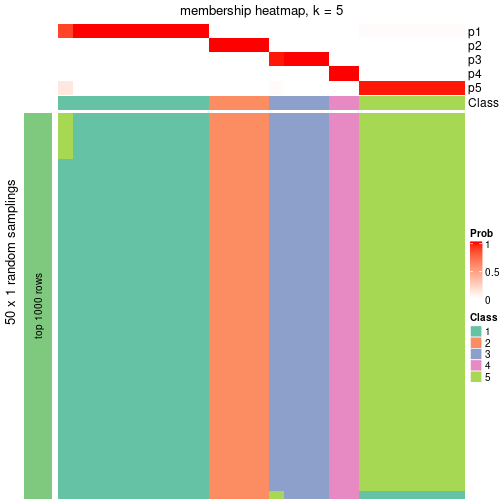 membership heatmap, k = 5
p1
p2
p3
p4
p5
Class
50 x 1 random samplings
top 1000 rows
Prob
1
0.5
0
Class
1
2
3
4
5